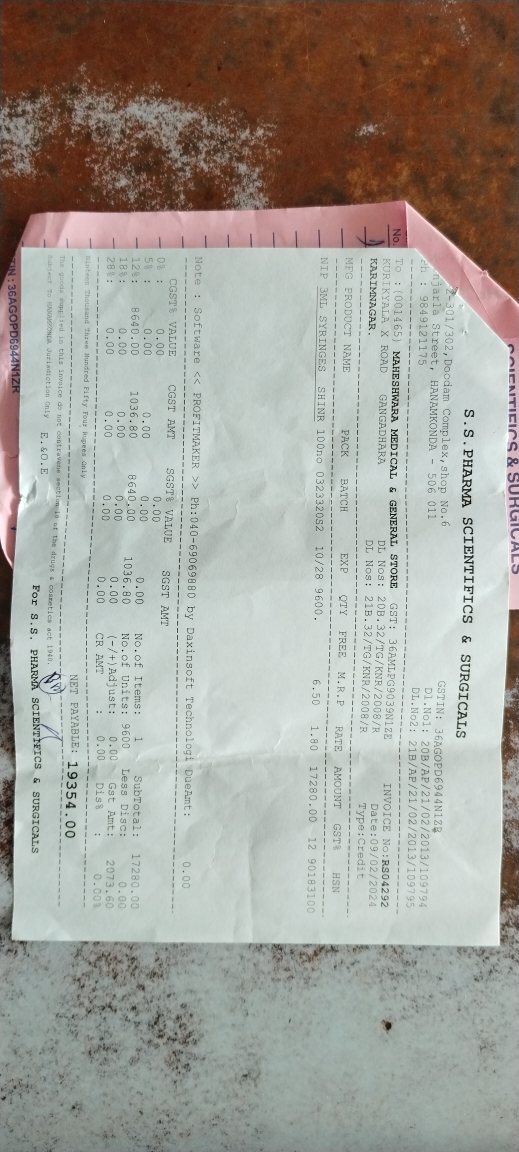 S.S.PHARMA SCIENTIFICS & SURGICALS
301/302,Doodam Complex,shop No.6
Street, HANAMKONDA - 506 011
9849121175
GSTIN: 36AGOPD6944N1ZR
Dl.No1: 20B/AP/21/02/2013/109794
DL.No2: 21B/AP/21/02/2013/109795
To : (001465) MAHESHWARA MEDICAL & GENERAL STORE GST: 36AMLPG9039N1ZE INVOICE No:RS04292
KURIKYALA X ROAD GANGADHARA DL Nos: 20B.32/TG/KNR/2008/R Date:09/02/2024
KARIMNAGAR. DL Nos: 21B.32/TG/KNR/2008/R Type:Credit
MFG PRODUCT NAME PACK BATCH EXP QTY FREE M.R.P RATE AMOUNT GST% HSN
NIP 3ML SYRINGES SHINR 100no 0323320S2 10/28 9600. 6.50 1.80 17280.00 12 90183100
Note : Software << PROFITMAKER >> Ph:040-69069880 by Daxinsoft Technologi DueAmt: 0.00
CGST% VALUE CGST AMT SGST% VALUE SGST AMT
0% : 0.00 0.00
5% : 0.00 0.00 0.00 0.00 No.of Items: 1 SubTotal: 17280.00
12%: 8640.00 1036.80 8640.00 1036.80 No.of Units: 9600 Less Disc: 0.00
18%: 0.00 0.00 0.00 0.00 (-/+)Adjust: 0.00 Gst Amt: 2073.60
28%: 0.00 0.00 0.00 0.00 CR AMT : 0.00 Dis% : 0.00%
Nineteen Thousand Three Hundred Fifty Four Rupees Only NET PAYABLE: 19354.00
The goods supplied in this invoice do not contravene section18 of the drugs & cosmetics act 1940.
Subject To HANAMKONDA Jurisdiction Only E.&O.E For S.S. PHARMA SCIENTIFICS & SURGICALS
No.
SCIENTIFICS & SURGICALS
TIN :36AGOPD6944N1ZR